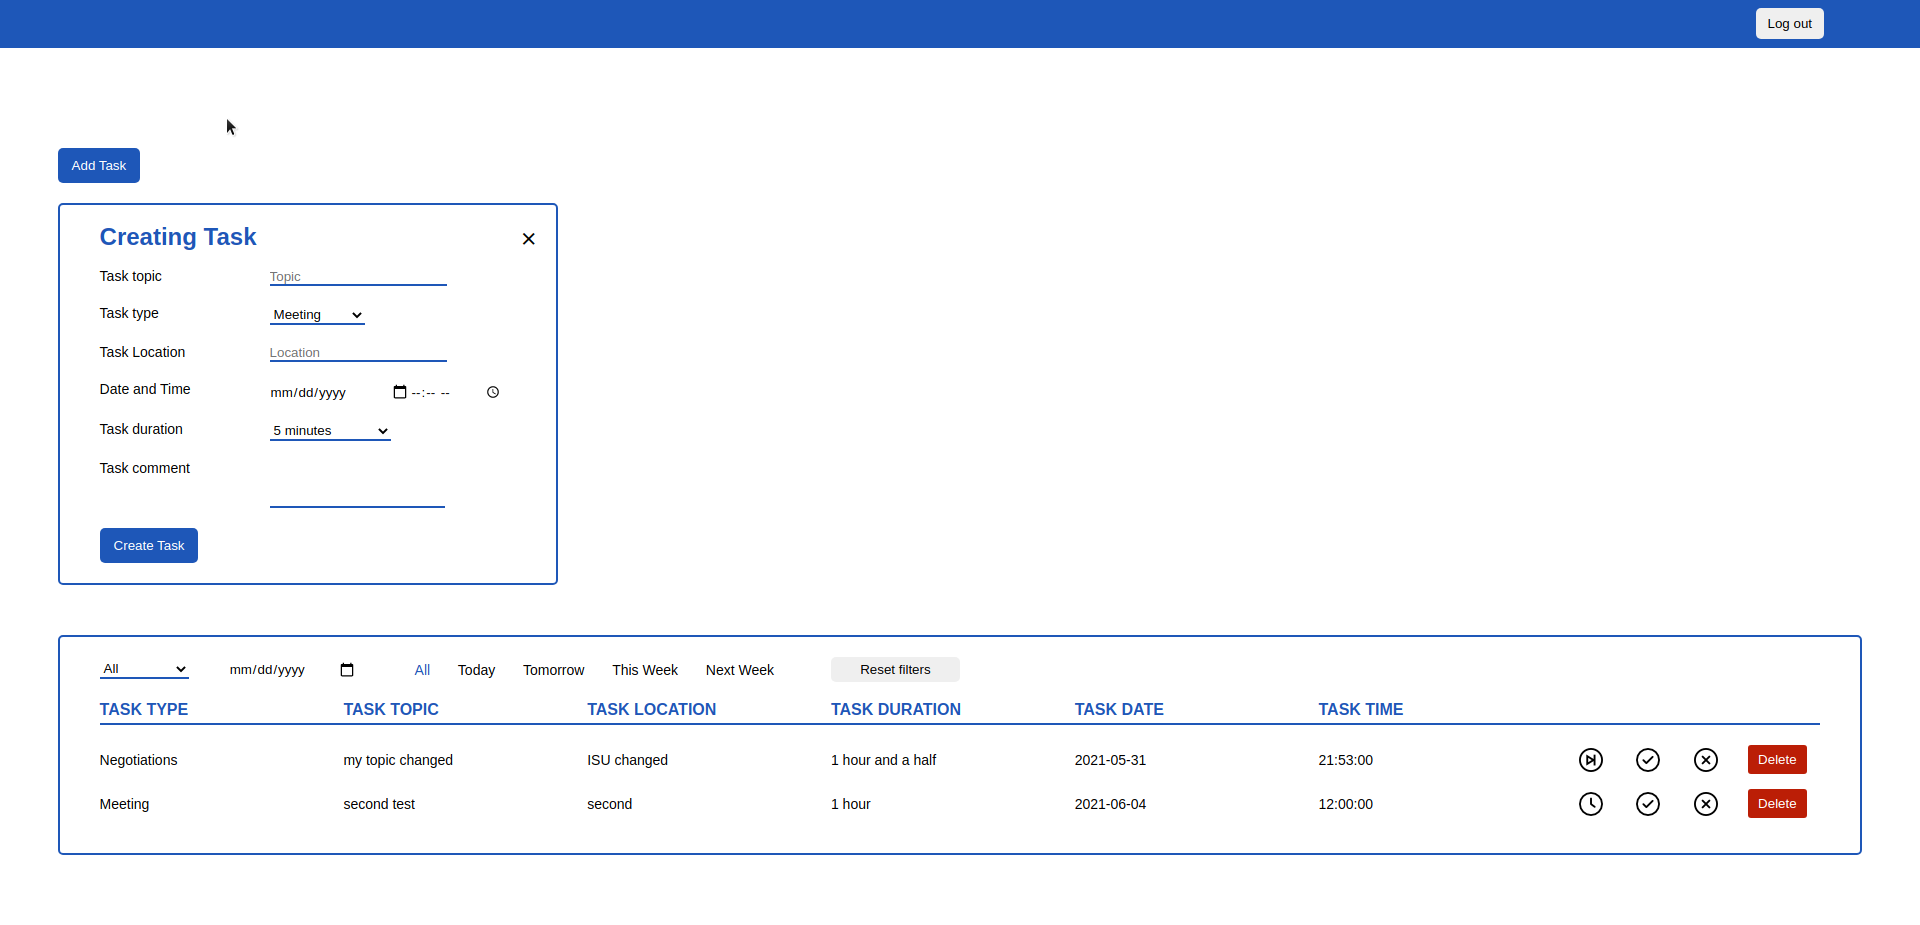 Log out
Add Task
Creating Task
Task topic Topic
Task type Meeting
Task Location Location
Date and Time mm/dd/yyyy --:-- --
Task duration 5 minutes
Task comment
Create Task
All mm/dd/yyyy All Today Tomorrow This Week Next Week Reset filters
TASK TYPE TASK TOPIC TASK LOCATION TASK DURATION TASK DATE TASK TIME
Negotiations my topic changed ISU changed 1 hour and a half 2021-05-31 21:53:00 Delete
Meeting second test second 1 hour 2021-06-04 12:00:00 Delete